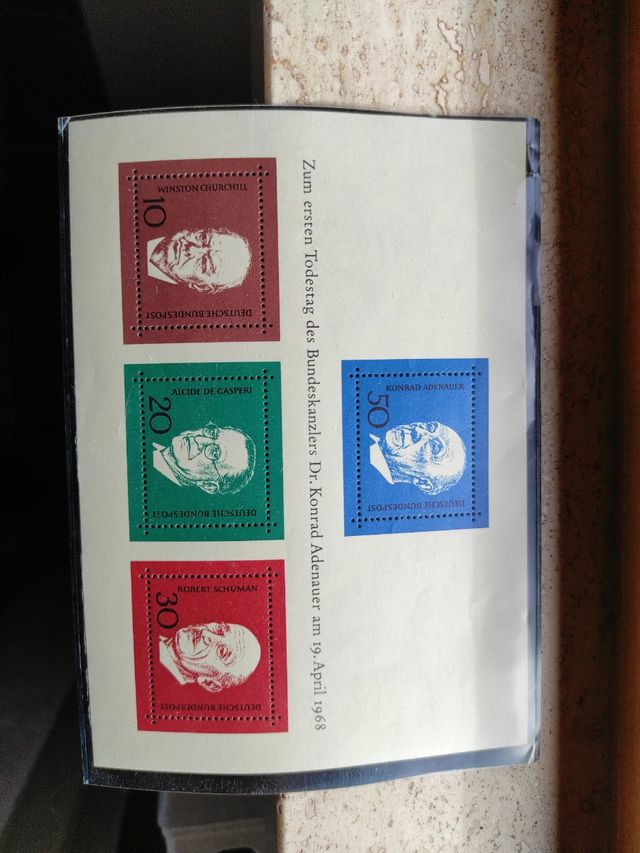 KONRAD ADENAUER
50
DEUTSCHE BUNDESPOST
Zum ersten Todestag des Bundeskanzlers Dr. Konrad Adenauer am 19. April 1968
WINSTON CHURCHILL
10
DEUTSCHE BUNDESPOST
ALCIDE DE GASPERI
20
DEUTSCHE BUNDESPOST
ROBERT SCHUMAN
30
DEUTSCHE BUNDESPOST